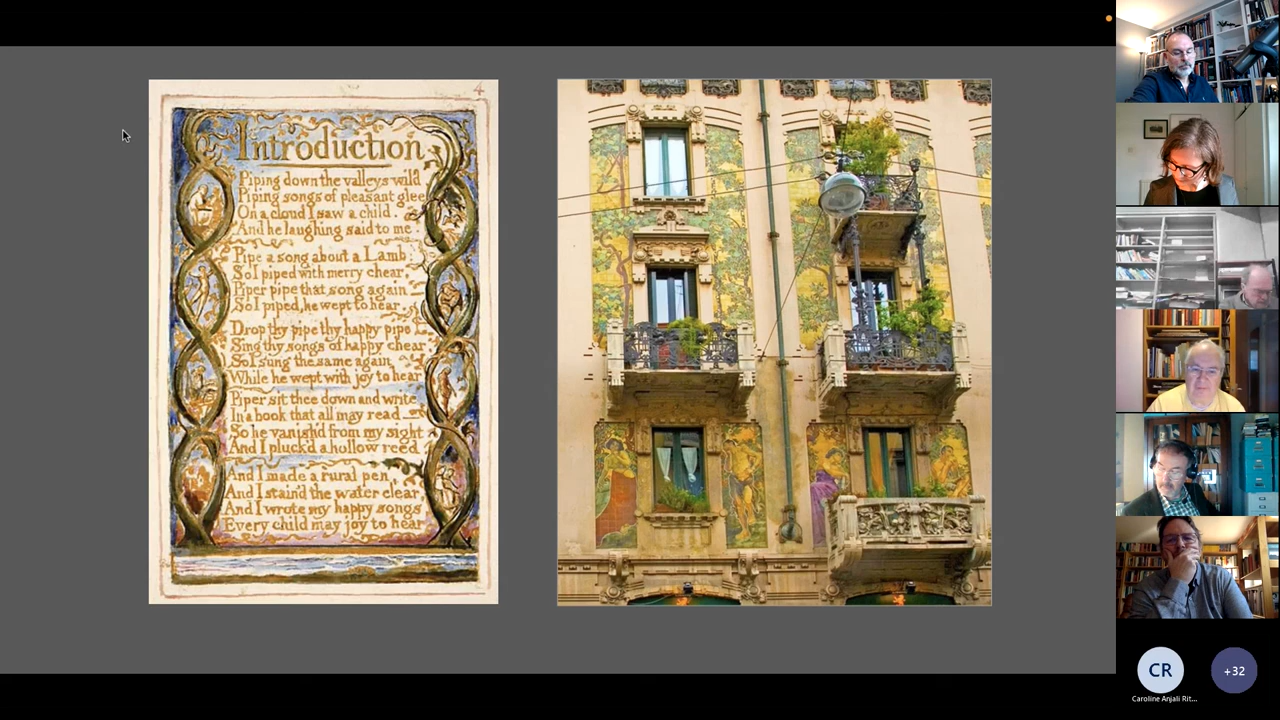 4
Introduction
Piping down the valleys wild
Piping songs of pleasant glee
On a cloud I saw a child.
And he laughing said to me.
Pipe a song about a Lamb;
So I piped with merry chear,
Piper pipe that song again—
So I piped, he wept to hear.
Drop thy pipe thy happy pipe
Sing thy songs of happy chear
So I sung the same again
While he wept with joy to hear
Piper sit thee down and write
In a book that all may read—
So he vanish'd from my sight
And I pluck'd a hollow reed
And I made a rural pen,
And I stain'd the water clear,
And I wrote my happy songs
Every child may joy to hear
CR
+32
Caroline Anjali Rit...